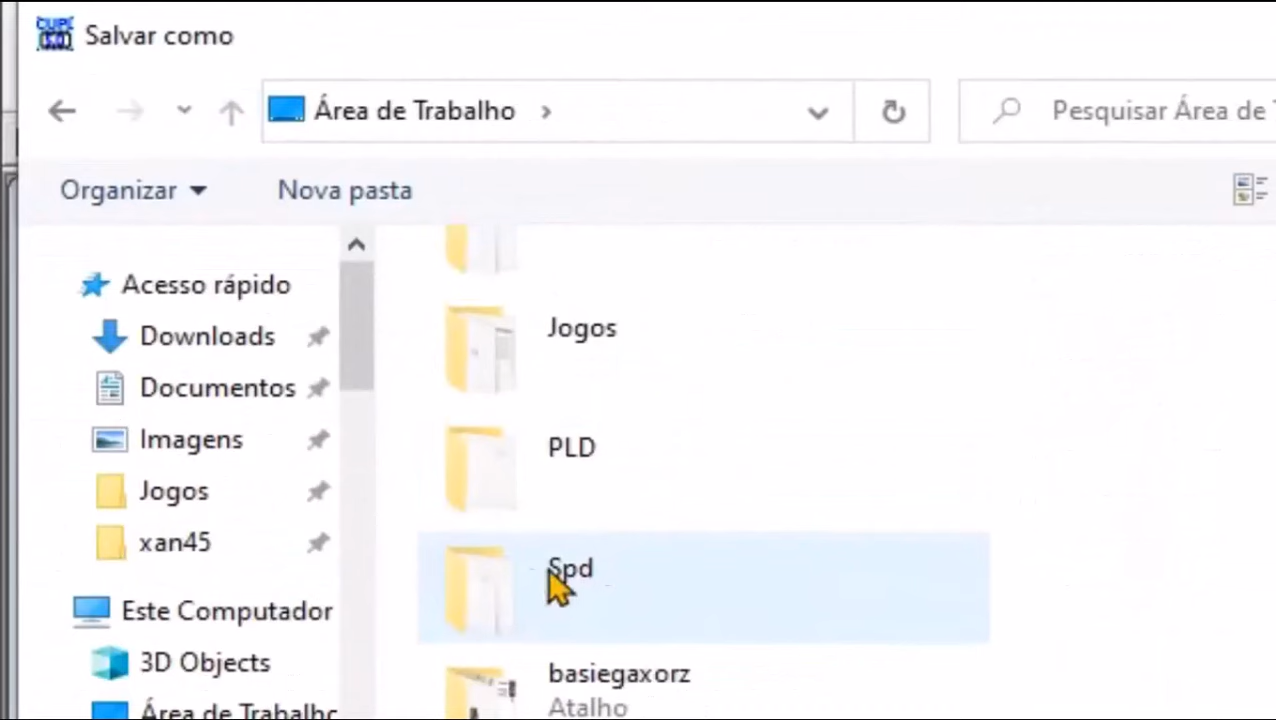 Salvar como
Área de Trabalho
Pesquisar Área de
Organizar
Nova pasta
Acesso rápido
Downloads
Documentos
Imagens
Jogos
xan45
Este Computador
3D Objects
Área de Trabalho
Jogos
PLD
Spd
basiegaxorz
Atalho